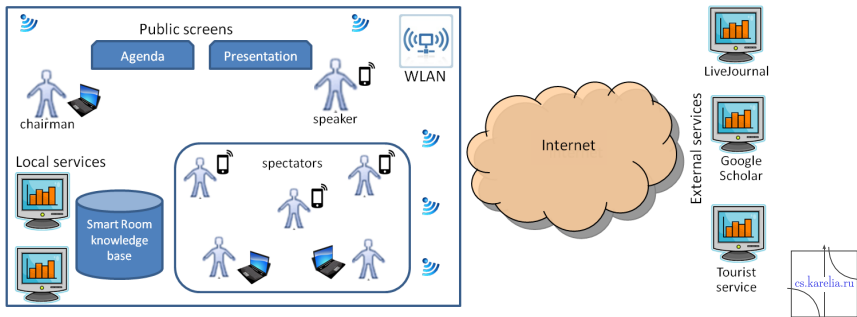 Public screens
Agenda
Presentation
WLAN
chairman
speaker
Local services
Smart Room
knowledge
base
spectators
Internet
External services
LiveJournal
Google
Scholar
Tourist
service
cs.karelia.ru